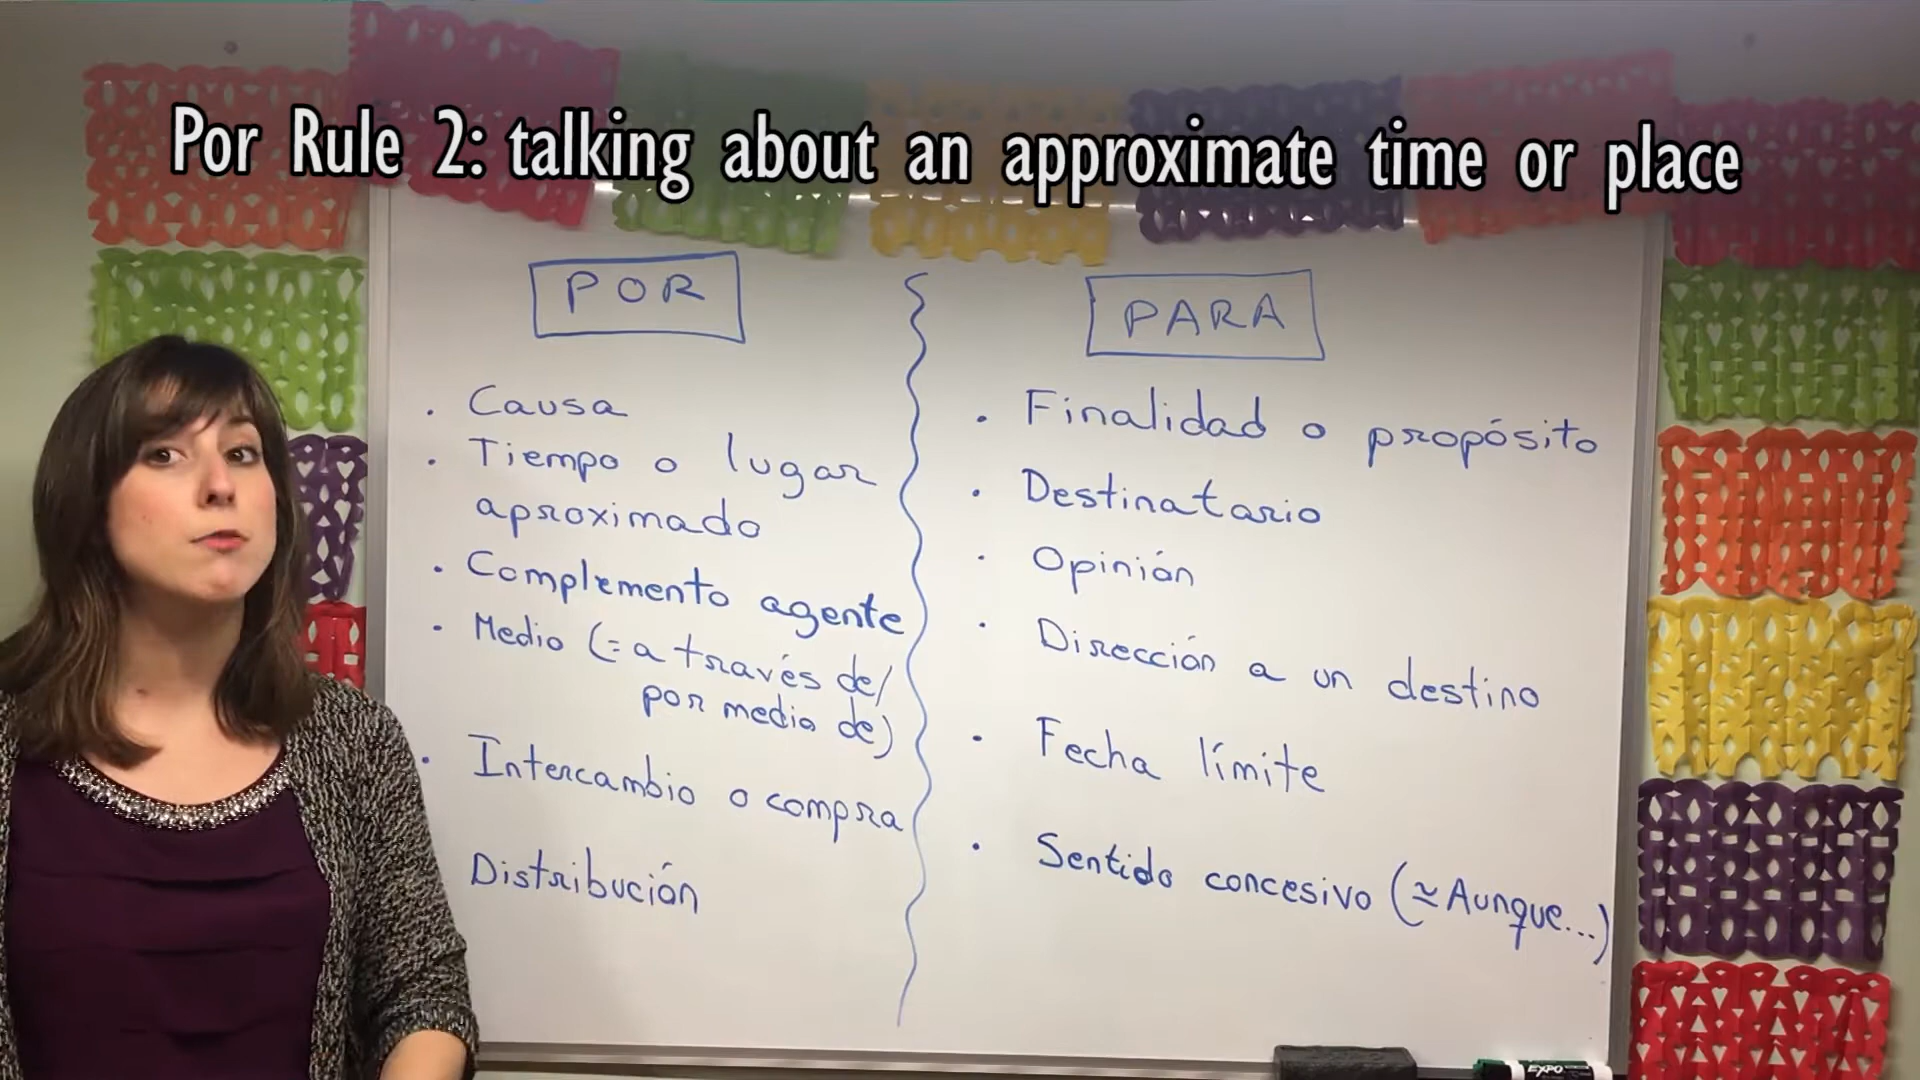 Por Rule 2: talking about an approximate time or place
POR
. Causa
. Tiempo o lugar
aproximado
. Complemento agente
. Medio (= a través de/
por medio de)
. Intercambio o compra
Distribución
PARA
. Finalidad o propósito
. Destinatario
. Opinión
. Dirección a un destino
. Fecha límite
. Sentido concesivo (≈ Aunque...)
EXPO